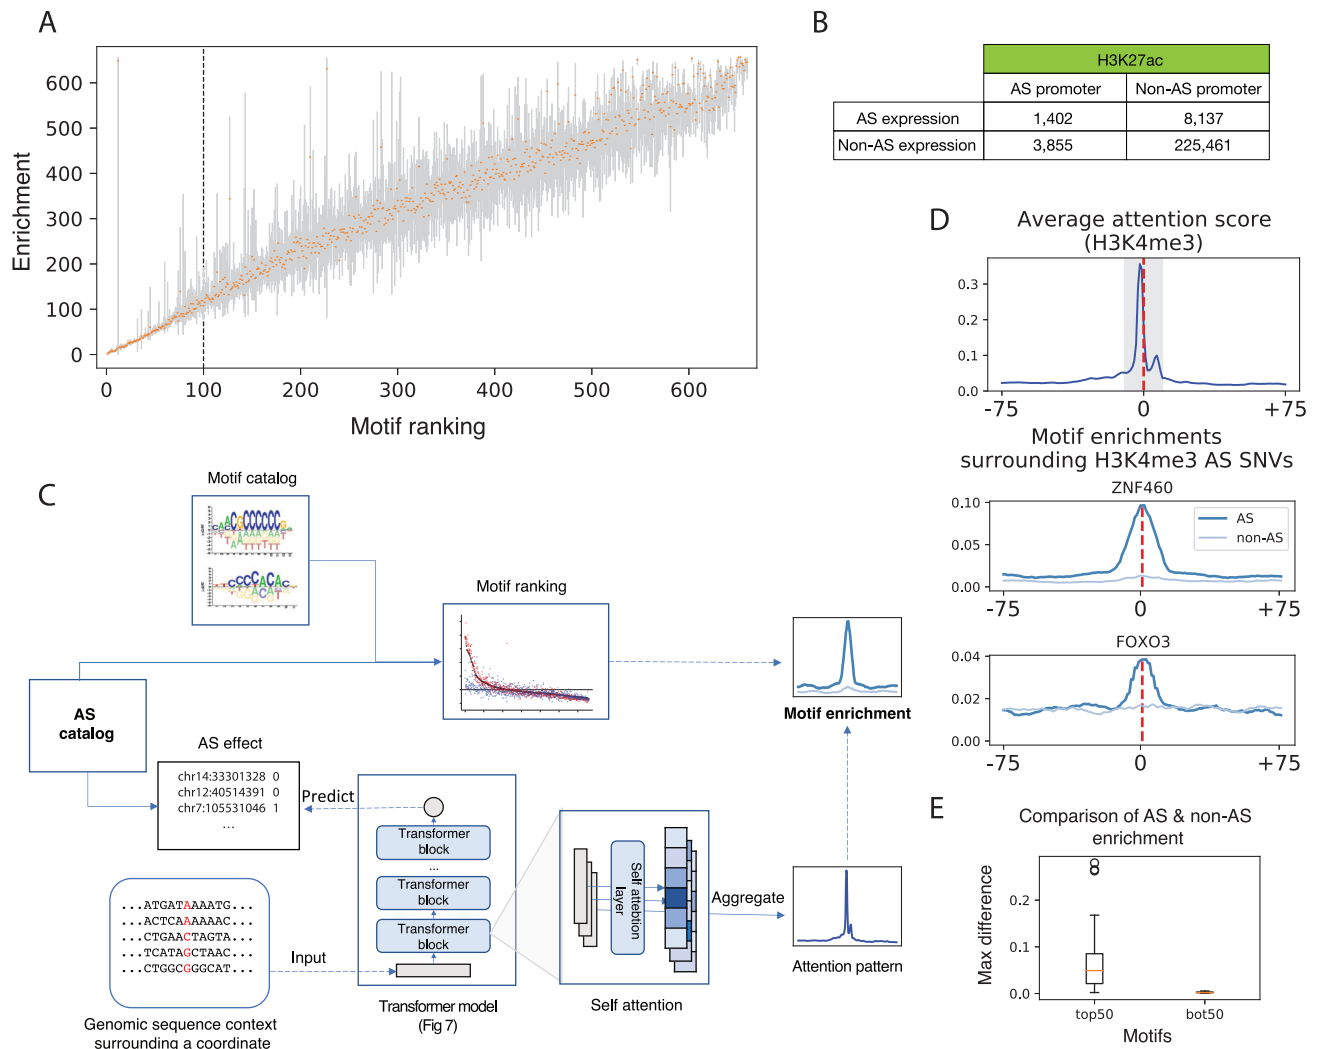 A
Enrichment
600
500
400
300
200
100
0
0
100
200
300
400
500
600
Motif ranking
B
H3K27ac
AS promoter
Non-AS promoter
AS expression
1,402
8,137
Non-AS expression
3,855
225,461
C
Motif catalog
Motif ranking
AS
catalog
AS effect
chr14:33301328 0
chr12:40514391 0
chr7:105531046 1
...
Predict
Transformer
block
...
Transformer
block
Transformer
block
Transformer model
(Fig 7)
...ATGATAAAATG...
...ACTCAAAAAAC...
...CTGAACTAGTA...
...TCATAGCTAAC...
...CTGGCGGGCAT...
Input
Genomic sequence context
surrounding a coordinate
Self attebtion
layer
Self attention
Aggregate
Attention pattern
Motif enrichment
D
Average attention score
(H3K4me3)
0.3
0.2
0.1
0.0
-75
0
+75
Motif enrichments
surrounding H3K4me3 AS SNVs
ZNF460
0.10
0.05
0.00
AS
non-AS
-75
0
+75
FOXO3
0.04
0.02
0.00
-75
0
+75
E
Comparison of AS & non-AS
enrichment
Max difference
0.2
0.1
0.0
top50
bot50
Motifs